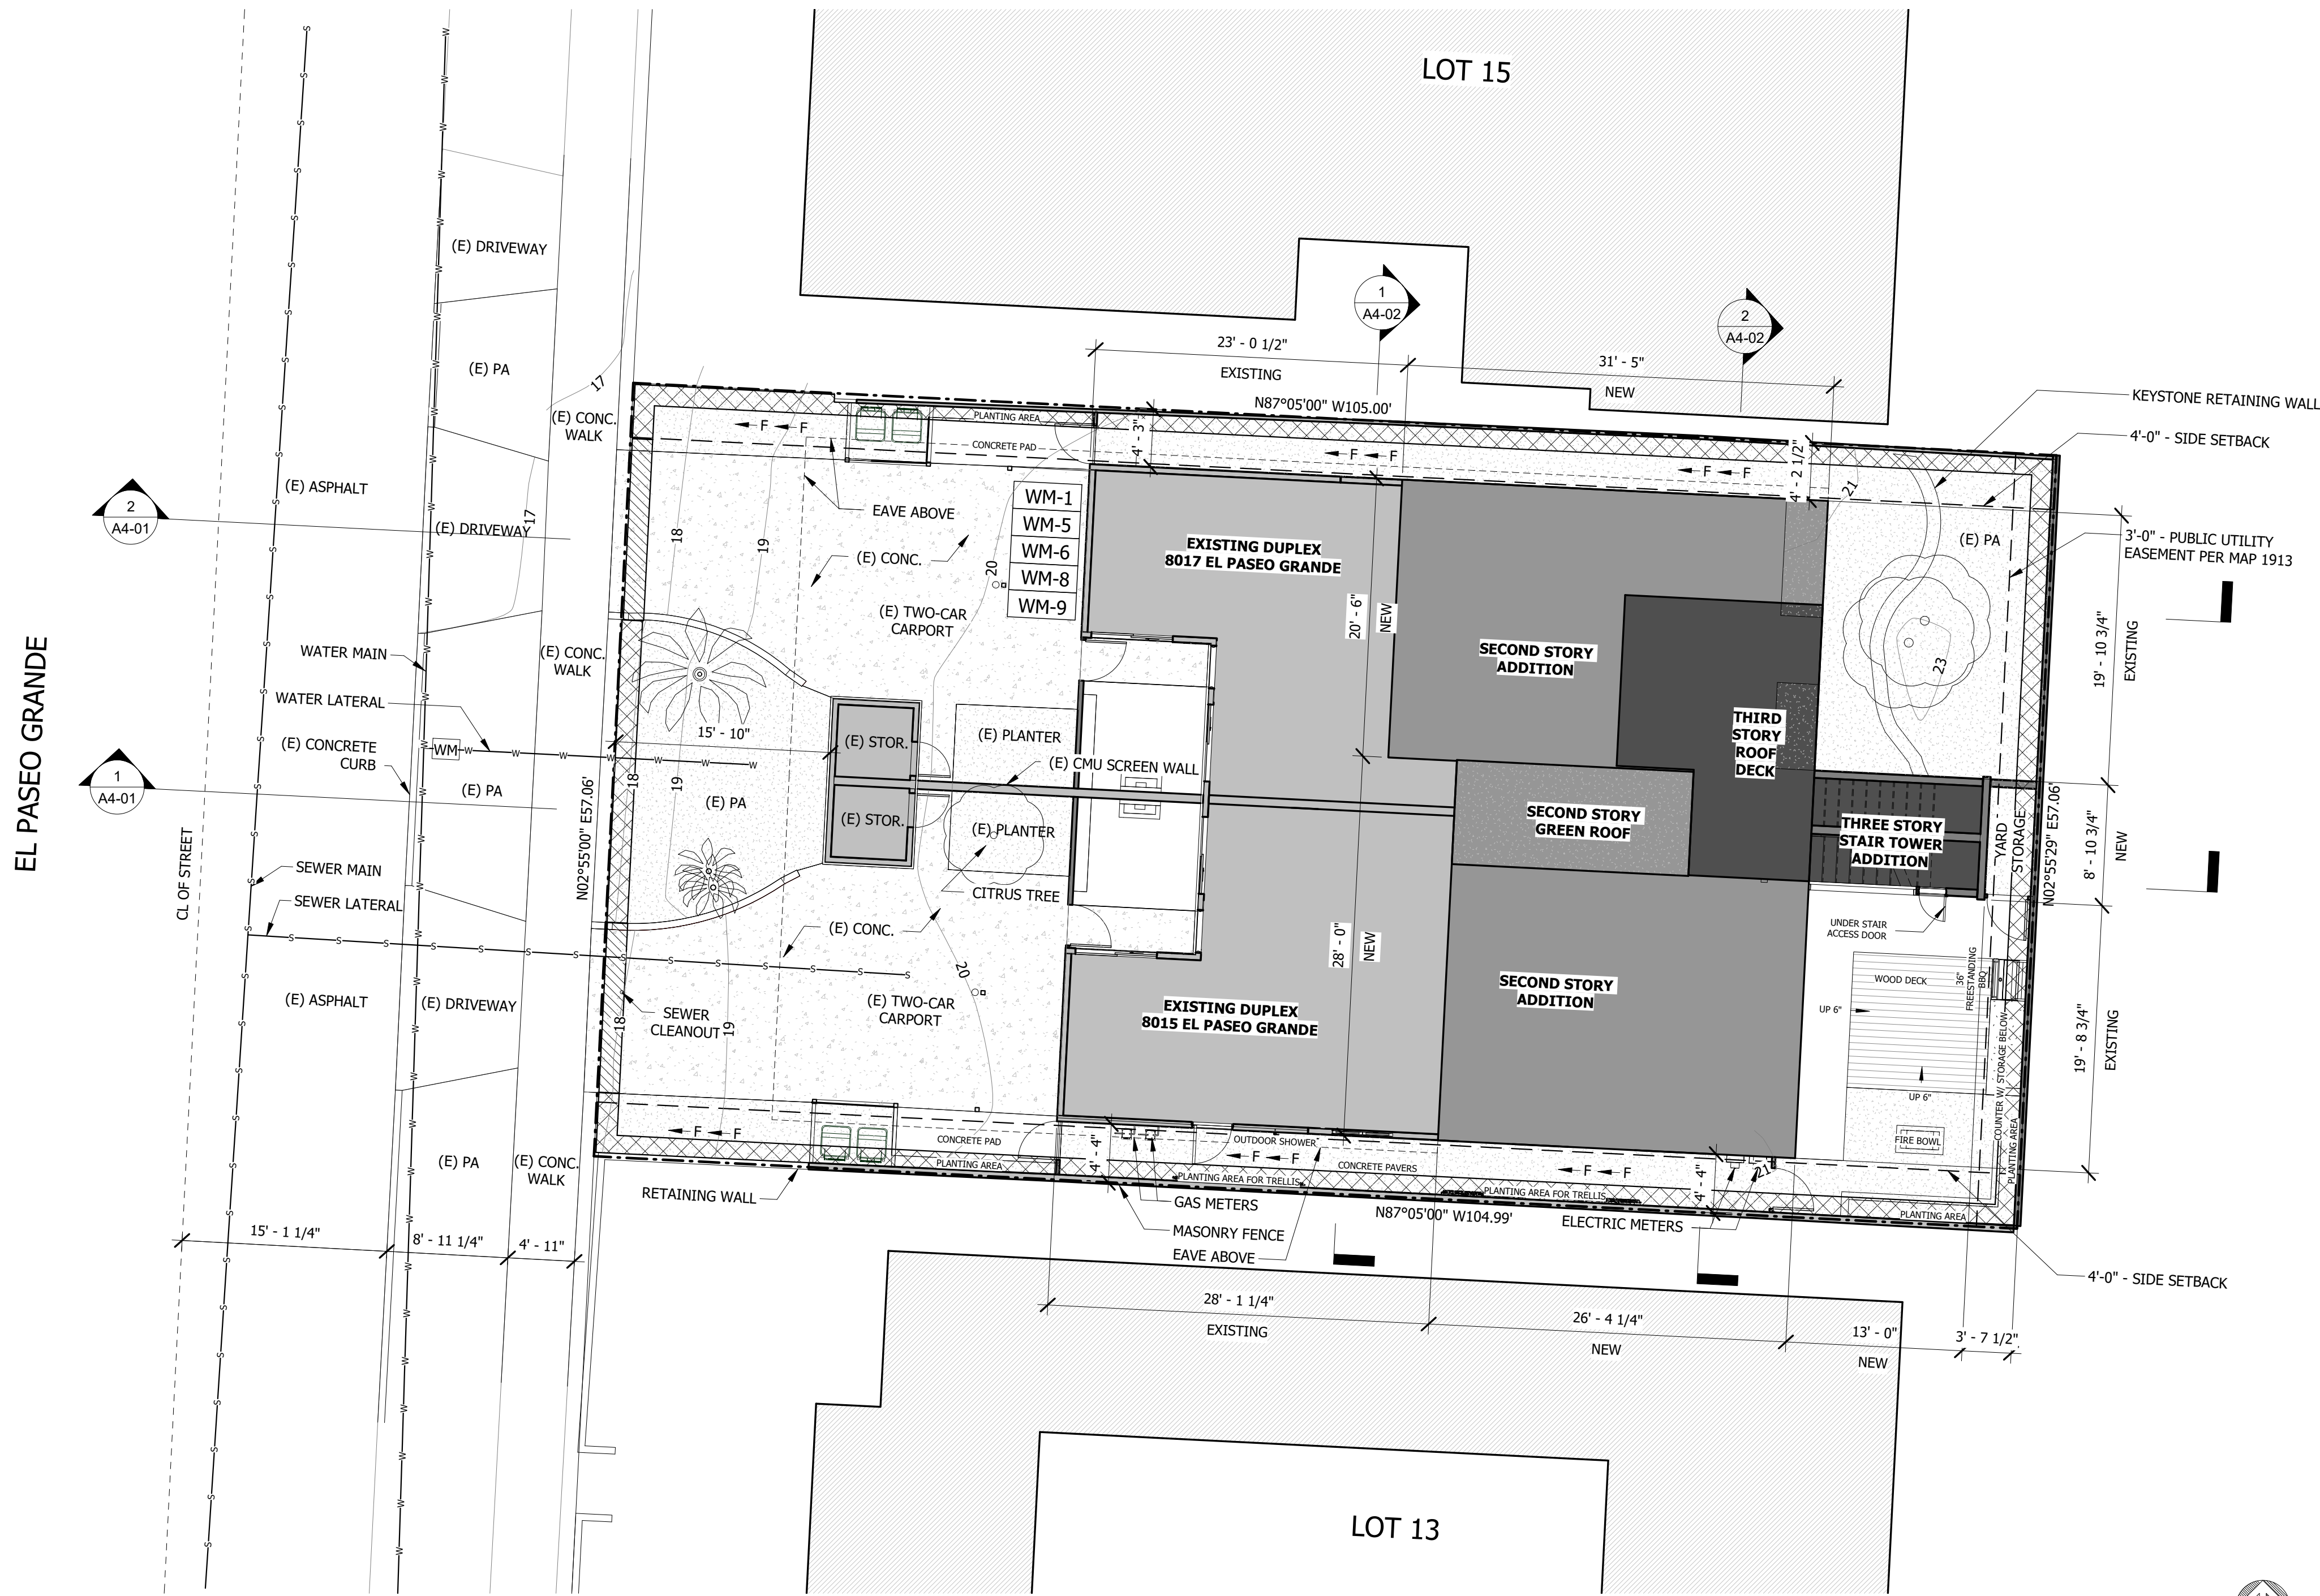 LOT 15
(E) DRIVEWAY
1
A4-02
2
A4-02
23' - 0 1/2"
EXISTING
31' - 5"
NEW
(E) PA
17
(E) CONC.
WALK
N87°05'00" W105.00'
KEYSTONE RETAINING WALL
4'-0" - SIDE SETBACK
PLANTING AREA
F F
CONCRETE PAD
4' - 3"
F F
F F
4' - 2 1/2"
21
(E) ASPHALT
2
A4-01
17
(E) DRIVEWAY
18
19
EAVE ABOVE
(E) CONC.
20
WM-1
WM-5
WM-6
WM-8
WM-9
EXISTING DUPLEX
8017 EL PASEO GRANDE
(E) PA
3'-0" - PUBLIC UTILITY
EASEMENT PER MAP 1913
(E) TWO-CAR
CARPORT
20' - 6"
NEW
SECOND STORY
ADDITION
19' - 10 3/4"
EXISTING
23
EL PASEO GRANDE
WATER MAIN
(E) CONC.
WALK
WATER LATERAL
(E) CONCRETE
CURB
WM
15' - 10"
(E) STOR.
(E) PLANTER
(E) CMU SCREEN WALL
THIRD
STORY
ROOF
DECK
1
A4-01
(E) PA
N02°55'00" E57.06'
18
19
(E) PA
(E) STOR.
(E) PLANTER
SECOND STORY
GREEN ROOF
THREE STORY
STAIR TOWER
ADDITION
YARD -
STORAGE
N02°55'29" E57.06'
8' - 10 3/4"
NEW
CL OF STREET
SEWER MAIN
SEWER LATERAL
CITRUS TREE
(E) CONC.
UNDER STAIR
ACCESS DOOR
28' - 0"
NEW
20
(E) ASPHALT
(E) DRIVEWAY
18
SEWER
CLEANOUT
19
(E) TWO-CAR
CARPORT
EXISTING DUPLEX
8015 EL PASEO GRANDE
SECOND STORY
ADDITION
WOOD DECK
36"
FREESTANDING
BBQ
UP 6"
UP 6"
COUNTER W/ STORAGE BELOW
FIRE BOWL
PLANTING AREA
19' - 8 3/4"
EXISTING
(E) PA
(E) CONC.
WALK
F F
CONCRETE PAD
PLANTING AREA
4' - 4"
OUTDOOR SHOWER
F F
CONCRETE PAVERS
F F
4' - 4"
21
PLANTING AREA FOR TRELLIS
PLANTING AREA FOR TRELLIS
PLANTING AREA
RETAINING WALL
GAS METERS
MASONRY FENCE
EAVE ABOVE
N87°05'00" W104.99'
ELECTRIC METERS
15' - 1 1/4"
8' - 11 1/4"
4' - 11"
4'-0" - SIDE SETBACK
28' - 1 1/4"
EXISTING
26' - 4 1/4"
NEW
13' - 0"
NEW
3' - 7 1/2"
LOT 13